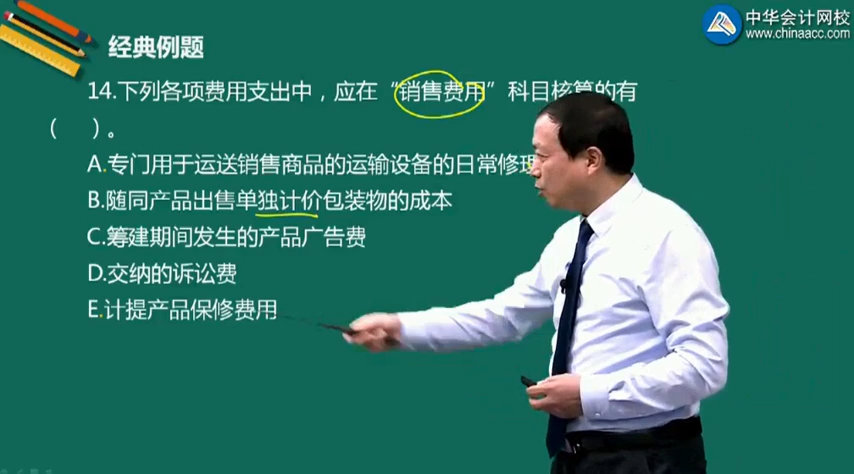 中华会计网校
www.chinaacc.com
经典例题
14.下列各项费用支出中，应在“销售费用”科目核算的有
（　）。
A.专门用于运送销售商品的运输设备的日常修理
B.随同产品出售单独计价包装物的成本
C.筹建期间发生的产品广告费
D.交纳的诉讼费
E.计提产品保修费用